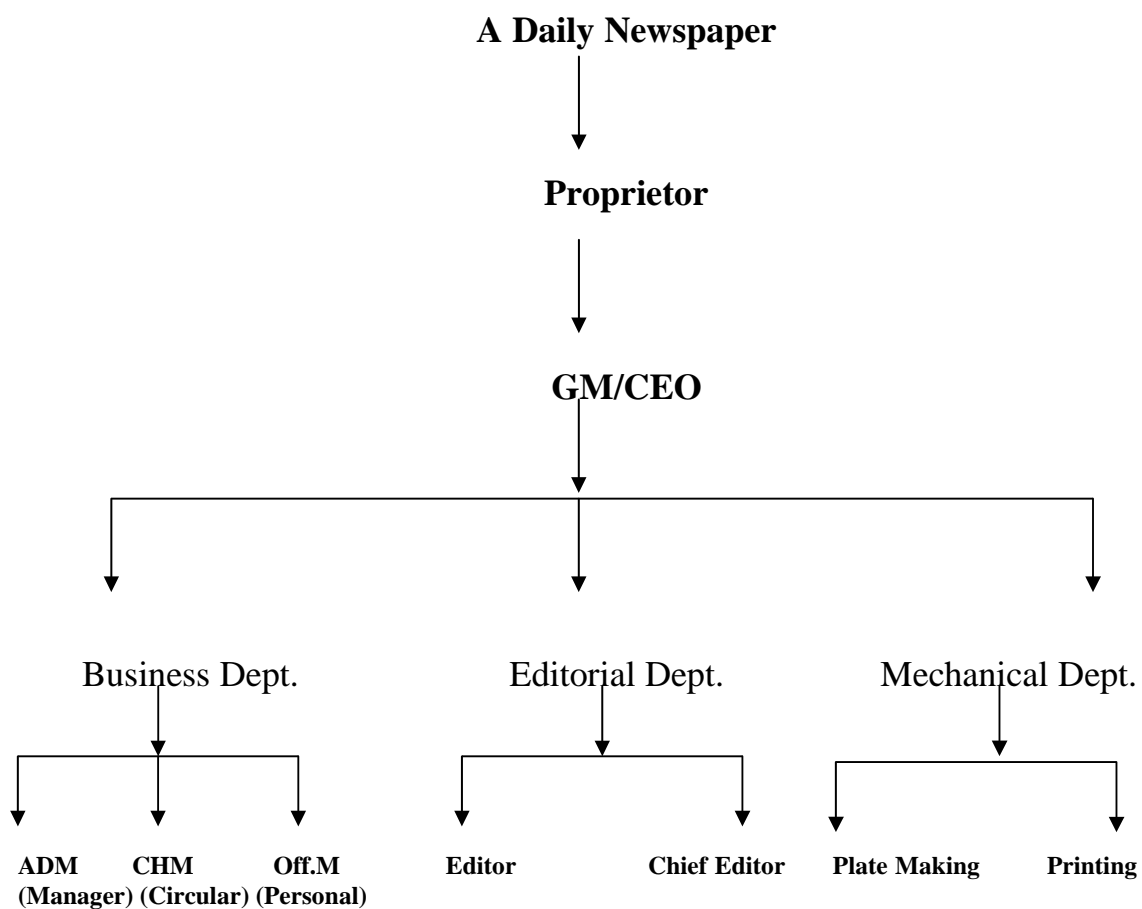 A Daily Newspaper
Proprietor
GM/CEO
Business Dept. Editorial Dept. Mechanical Dept.
ADM CHM Off.M Editor Chief Editor Plate Making Printing
(Manager) (Circular) (Personal)